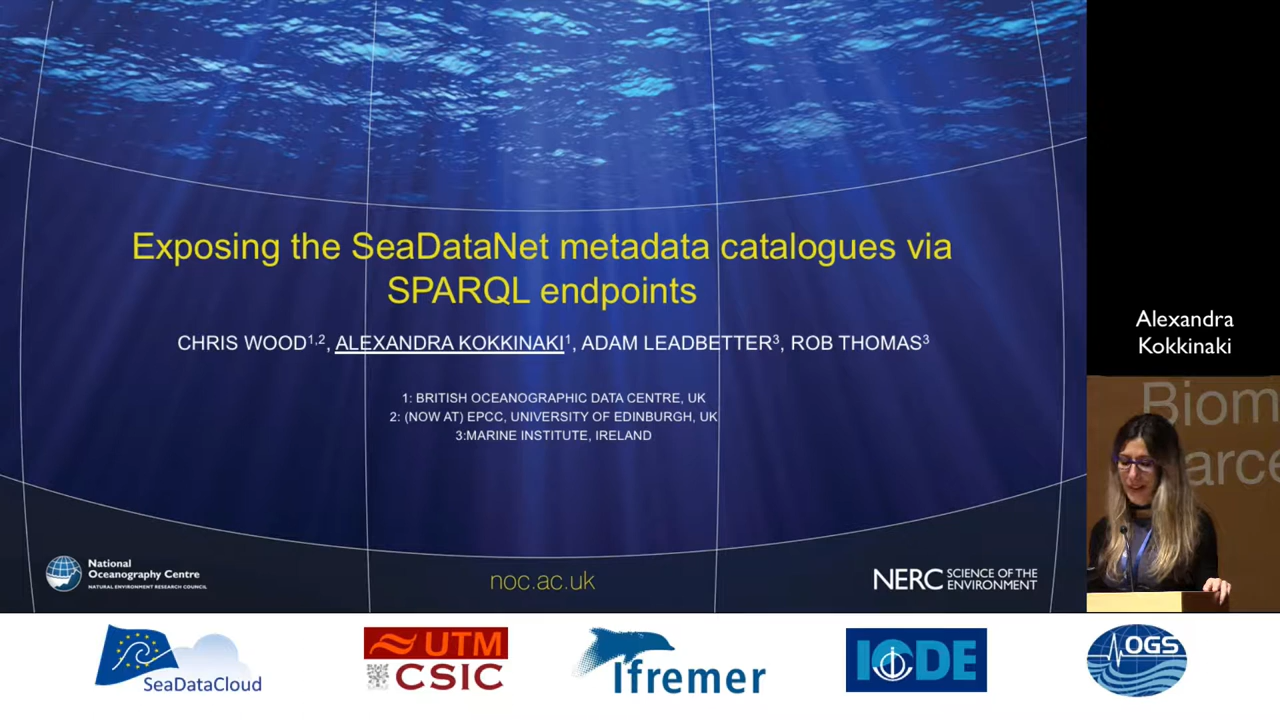 Exposing the SeaDataNet metadata catalogues via
SPARQL endpoints
CHRIS WOOD1,2, ALEXANDRA KOKKINAKI1, ADAM LEADBETTER3, ROB THOMAS3
1: BRITISH OCEANOGRAPHIC DATA CENTRE, UK
2: (NOW AT) EPCC, UNIVERSITY OF EDINBURGH, UK
3:MARINE INSTITUTE, IRELAND
National
Oceanography Centre
NATURAL ENVIRONMENT RESEARCH COUNCIL
noc.ac.uk
NERC SCIENCE OF THE
ENVIRONMENT
Alexandra
Kokkinaki
Biom
arce
SeaDataCloud
UTM
CSIC
Ifremer
IODE
OGS